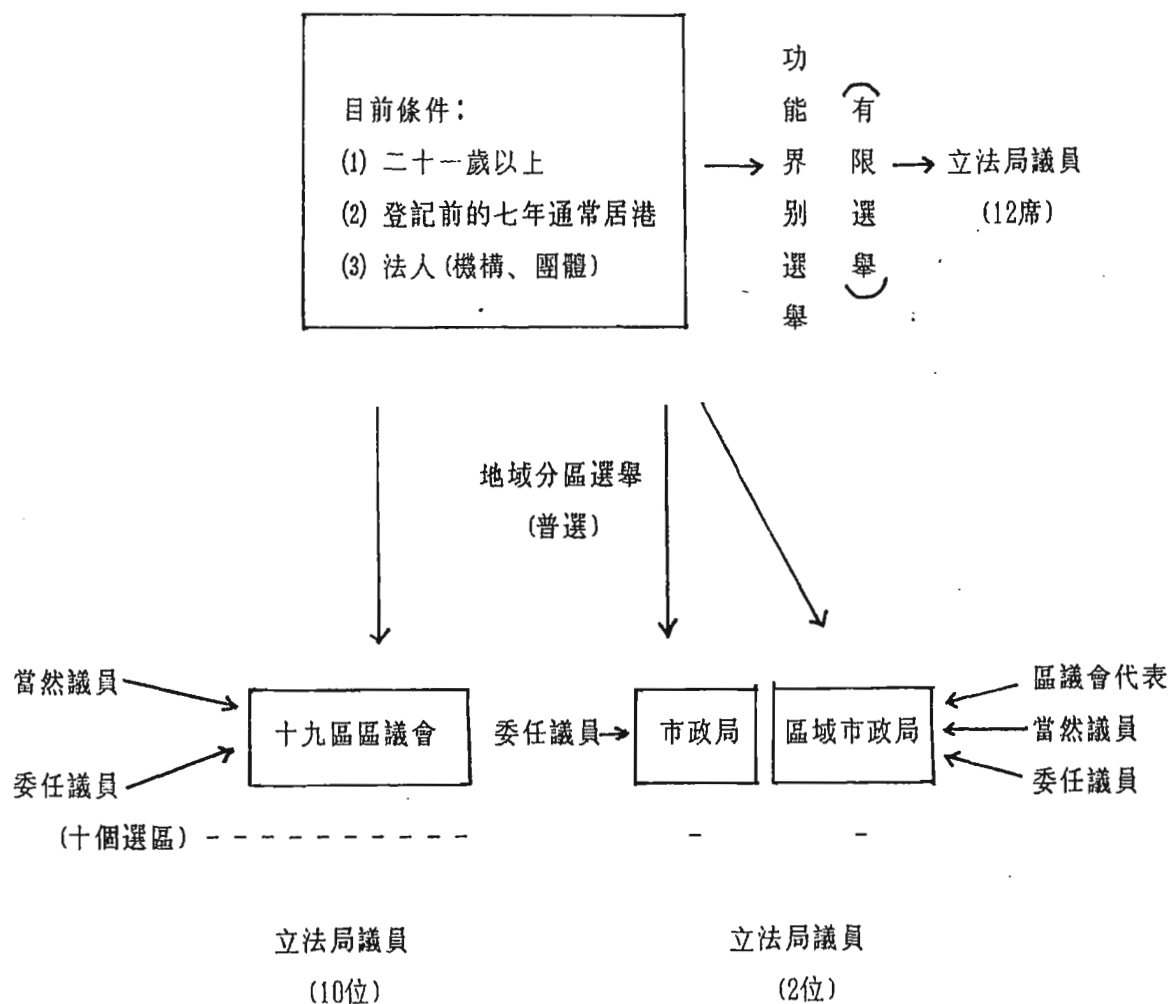 目前條件：
(1) 二十一歲以上
(2) 登記前的七年通常居港
(3) 法人(機構、團體)
功能界別選舉
(有限選舉)
立法局議員
(12席)
地域分區選舉
(普選)
當然議員
委任議員
十九區區議會
委任議員
市政局
區域市政局
區議會代表
當然議員
委任議員
(十個選區) - - - - - - - - - - - -
立法局議員
(10位)
立法局議員
(2位)